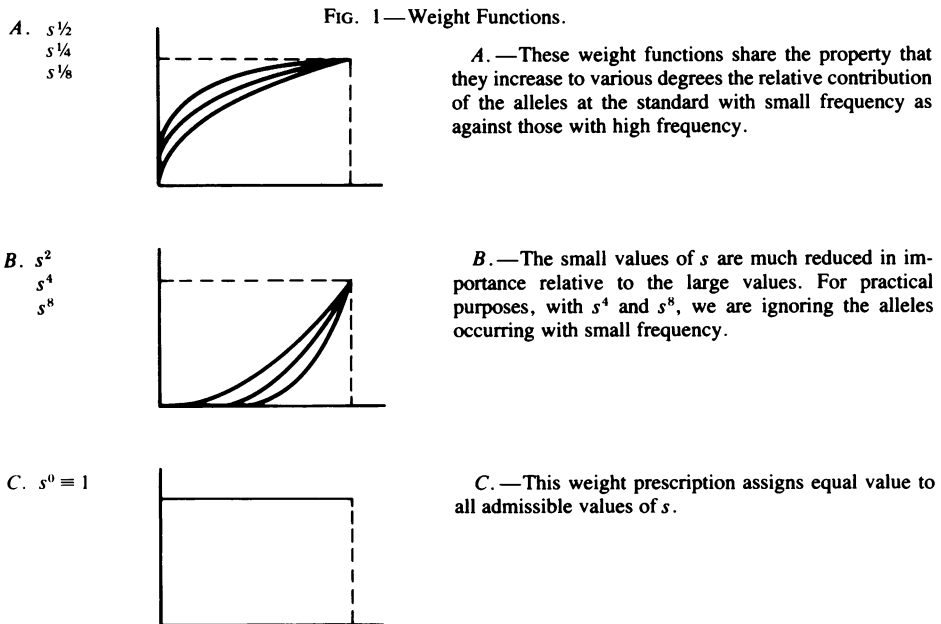 FIG. 1—Weight Functions.
A. s½
s¼
s⅛
A.—These weight functions share the property that
they increase to various degrees the relative contribution
of the alleles at the standard with small frequency as
against those with high frequency.
B. s²
s⁴
s⁸
B.—The small values of s are much reduced in im-
portance relative to the large values. For practical
purposes, with s⁴ and s⁸, we are ignoring the alleles
occurring with small frequency.
C. s⁰ ≡ 1
C.—This weight prescription assigns equal value to
all admissible values of s.